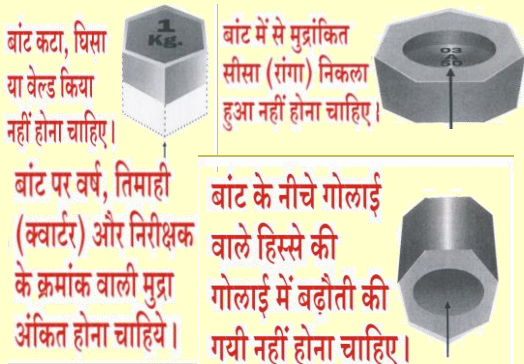 बांट कटा, घिसा
या वेल्ड किया
नहीं होना चाहिए।
1
Kg.
बांट में से मुद्रांकित
सीसा (रांगा) निकला
हुआ नहीं होना चाहिए।
03
बांट पर वर्ष, तिमाही
(क्वार्टर) और निरीक्षक
के क्रमांक वाली मुद्रा
अंकित होना चाहिये।
बांट के नीचे गोलाई
वाले हिस्से की
गोलाई में बढ़ौती की
गयी नहीं होना चाहिए।